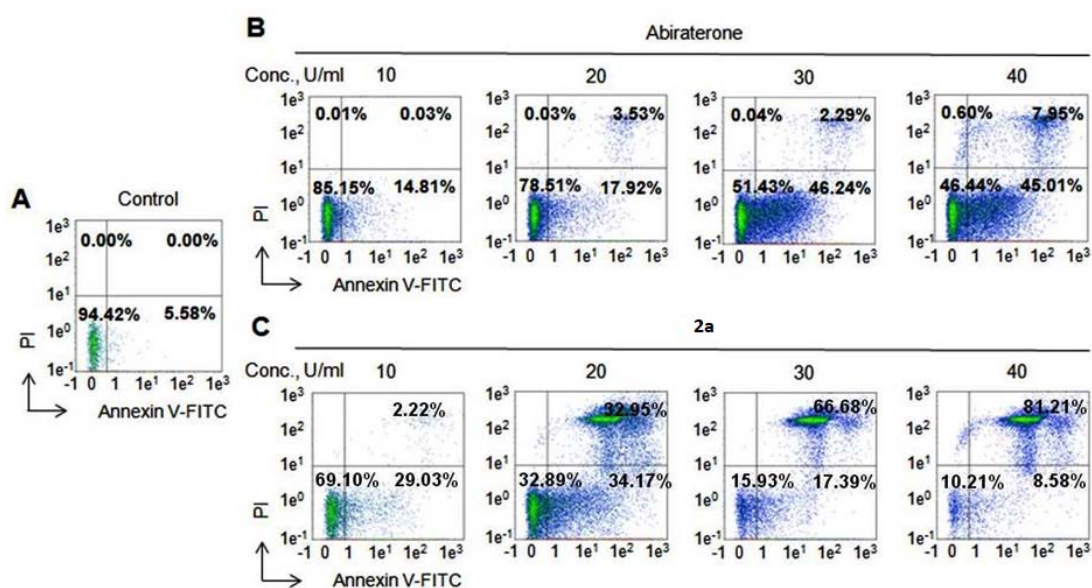 B
Abiraterone
Conc., U/ml 10 20 30 40
1e³ 1e³ 1e³ 1e³
0.01% 0.03% 0.03% 3.53% 0.04% 2.29% 0.60% 7.95%
1e² 1e² 1e² 1e²
1e¹ 1e¹ 1e¹ 1e¹
85.15% 14.81% 78.51% 17.92% 51.43% 46.24% 46.44% 45.01%
PI 1e⁰ 1e⁰ 1e⁰ 1e⁰
1e⁻¹ 1e⁻¹ 1e⁻¹ 1e⁻¹
-1 0 1 1e¹ 1e² 1e³ -1 0 1 1e¹ 1e² 1e³ -1 0 1 1e¹ 1e² 1e³ -1 0 1 1e¹ 1e² 1e³
Annexin V-FITC
A
Control
1e³
0.00% 0.00%
1e²
1e¹
94.42% 5.58%
PI 1e⁰
1e⁻¹
-1 0 1 1e¹ 1e² 1e³
Annexin V-FITC
C
2a
Conc., U/ml 10 20 30 40
1e³ 1e³ 1e³ 1e³
2.22% 32.95% 66.68% 81.21%
1e² 1e² 1e² 1e²
1e¹ 1e¹ 1e¹ 1e¹
69.10% 29.03% 32.89% 34.17% 15.93% 17.39% 10.21% 8.58%
PI 1e⁰ 1e⁰ 1e⁰ 1e⁰
1e⁻¹ 1e⁻¹ 1e⁻¹ 1e⁻¹
-1 0 1 1e¹ 1e² 1e³ -1 0 1 1e¹ 1e² 1e³ -1 0 1 1e¹ 1e² 1e³ -1 0 1 1e¹ 1e² 1e³
Annexin V-FITC